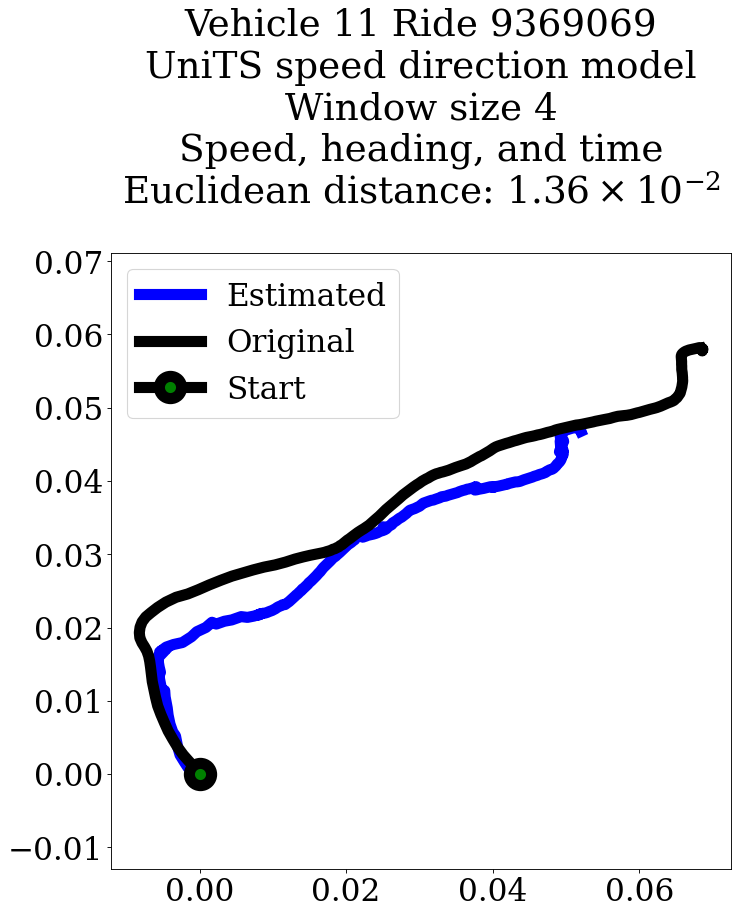 Vehicle 11 Ride 9369069
UniTS speed direction model
Window size 4
Speed, heading, and time
Euclidean distance: 1.36 × 10⁻²
0.07
0.06
0.05
0.04
0.03
0.02
0.01
0.00
−0.01
Estimated
Original
Start
0.00 0.02 0.04 0.06